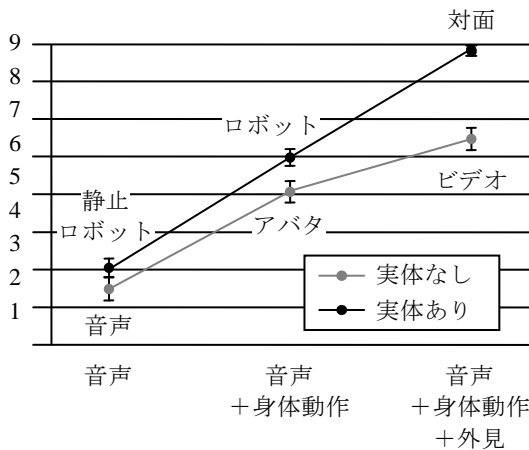 対面
9
8
7
6
5
4
3
2
1
ロボット
静止
ロボット
アバタ
ビデオ
音声
実体なし
実体あり
音声
音声
＋身体動作
音声
＋身体動作
＋外見